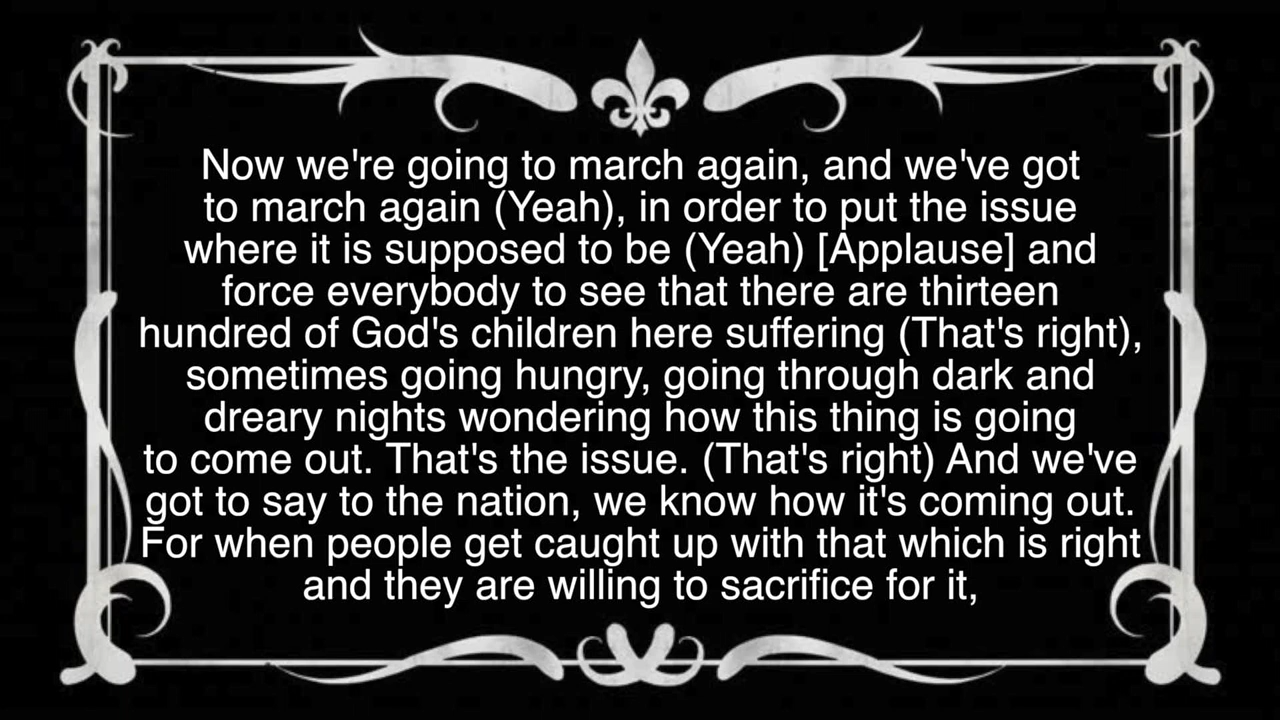 Now we're going to march again, and we've got
to march again (Yeah), in order to put the issue
where it is supposed to be (Yeah) [Applause] and
force everybody to see that there are thirteen
hundred of God's children here suffering (That's right),
sometimes going hungry, going through dark and
dreary nights wondering how this thing is going
to come out. That's the issue. (That's right) And we've
got to say to the nation, we know how it's coming out.
For when people get caught up with that which is right
and they are willing to sacrifice for it,